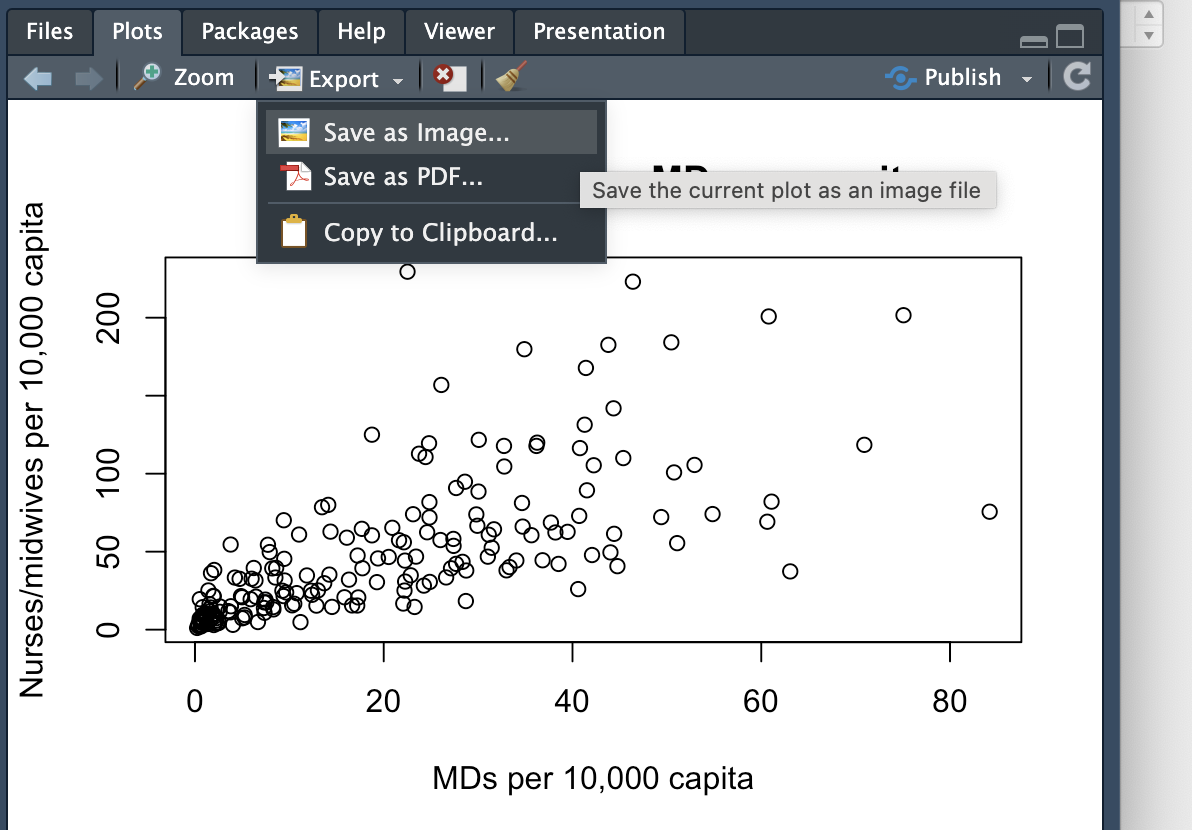 Files Plots Packages Help Viewer Presentation
Zoom Export Publish
Save as Image...
Save as PDF...
Save the current plot as an image file
Copy to Clipboard...
Nurses/midwives per 10,000 capita
200
100
50
0
0 20 40 60 80
MDs per 10,000 capita